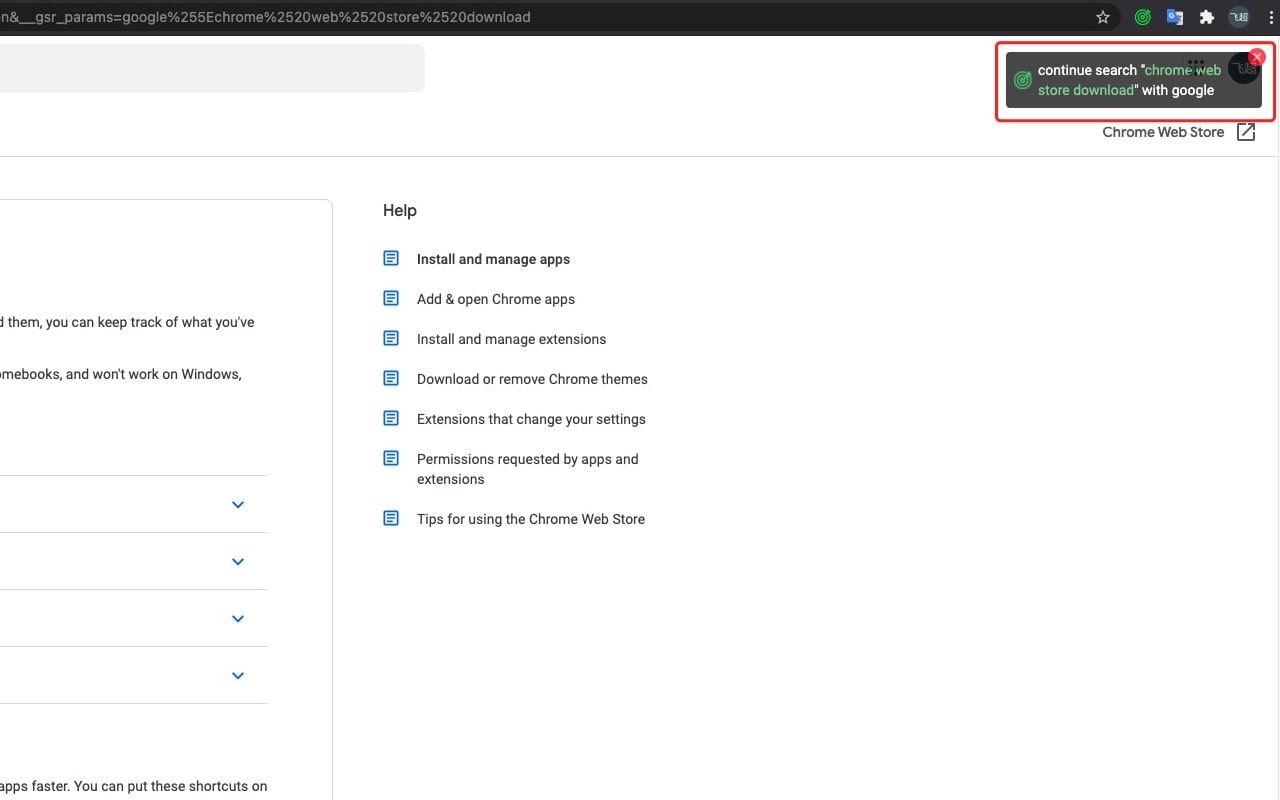 n&__gsr_params=google%255Echrome%2520web%2520store%2520download
飞超
continue search "chrome web
store download" with google
飞超
Chrome Web Store
Help
Install and manage apps
Add & open Chrome apps
d them, you can keep track of what you've
Install and manage extensions
omebooks, and won't work on Windows,
Download or remove Chrome themes
Extensions that change your settings
Permissions requested by apps and
extensions
Tips for using the Chrome Web Store
apps faster. You can put these shortcuts on